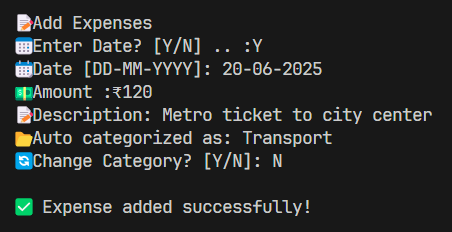 📝Add Expenses
📅Enter Date? [Y/N] .. :Y
📅Date [DD-MM-YYYY]: 20-06-2025
💵Amount :₹120
📝Description: Metro ticket to city center
📂Auto categorized as: Transport
🔄Change Category? [Y/N]: N
✅ Expense added successfully!